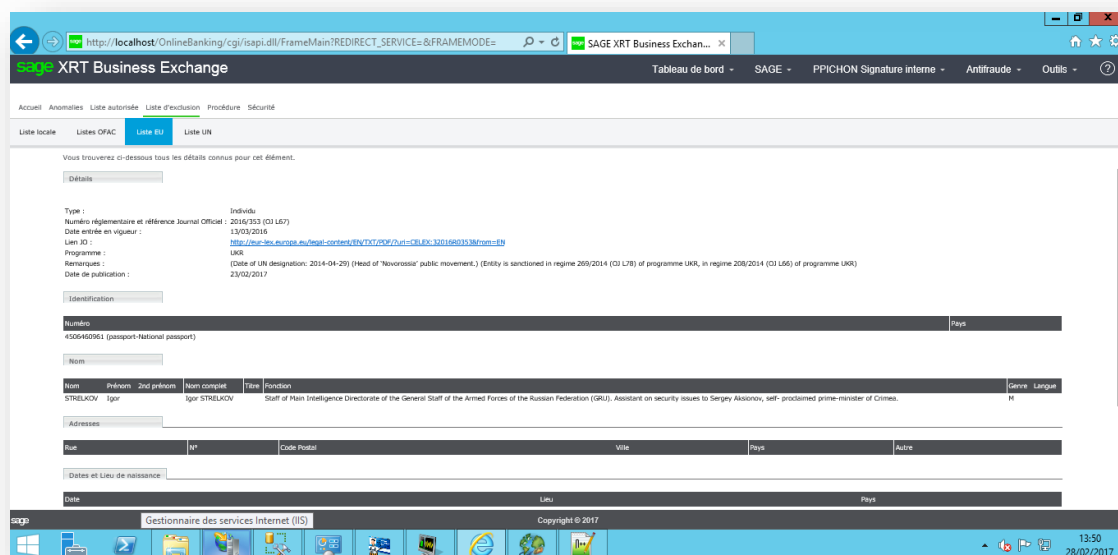 http://localhost/OnlineBanking/cgi/isapi.dll/FrameMain?REDIRECT_SERVICE=&FRAMEMODE=
sage SAGE XRT Business Exchan...
sage XRT Business Exchange
Tableau de bord SAGE PPICHON Signature interne Antifraude Outils ?
Accueil Anomalies Liste autorisée Liste d'exclusion Procédure Sécurité
Liste locale Listes OFAC Liste EU Liste UN
Vous trouverez ci-dessous tous les détails connus pour cet élément.
Détails
Type : Individu
Numéro réglementaire et référence Journal Officiel : 2016/353 (OJ L67)
Date entrée en vigueur : 13/03/2016
Lien JO : http://eur-lex.europa.eu/legal-content/EN/TXT/PDF/?uri=CELEX:32016R0353&from=EN
Programme : UKR
Remarques : (Date of UN designation: 2014-04-29) (Head of 'Novorossia' public movement.) (Entity is sanctioned in regime 269/2014 (OJ L78) of programme UKR, in regime 208/2014 (OJ L66) of programme UKR)
Date de publication : 23/02/2017
Identification
Numéro Pays
4506460961 (passport-National passport)
Nom
Nom Prénom 2nd prénom Nom complet Titre Fonction Genre Langue
STRELKOV Igor Igor STRELKOV Staff of Main Intelligence Directorate of the General Staff of the Armed Forces of the Russian Federation (GRU). Assistant on security issues to Sergey Aksionov, self- proclaimed prime-minister of Crimea. M
Adresses
Rue N° Code Postal Ville Pays Autre
Dates et Lieu de naissance
Date Lieu Pays
sage Gestionnaire des services Internet (IIS) Copyright © 2017
13:50
28/02/2017